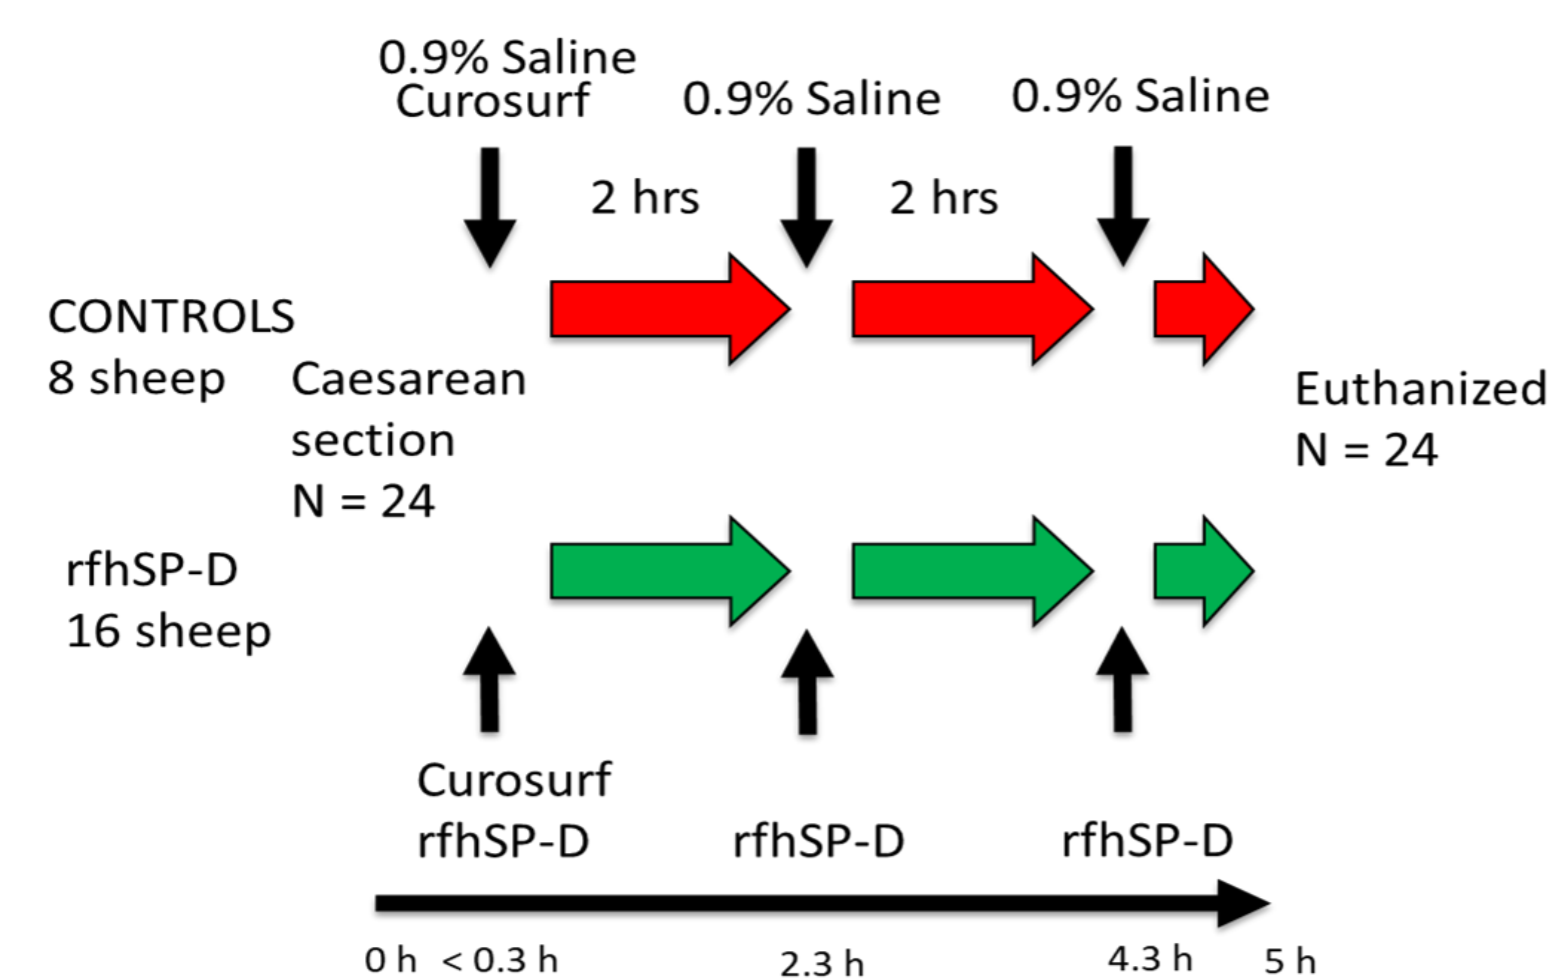 0.9% Saline
Curosurf
0.9% Saline
0.9% Saline
2 hrs
2 hrs
CONTROLS
8 sheep
Caesarean
section
N = 24
Euthanized
N = 24
rfhSP-D
16 sheep
Curosurf
rfhSP-D
rfhSP-D
rfhSP-D
0 h
< 0.3 h
2.3 h
4.3 h
5 h